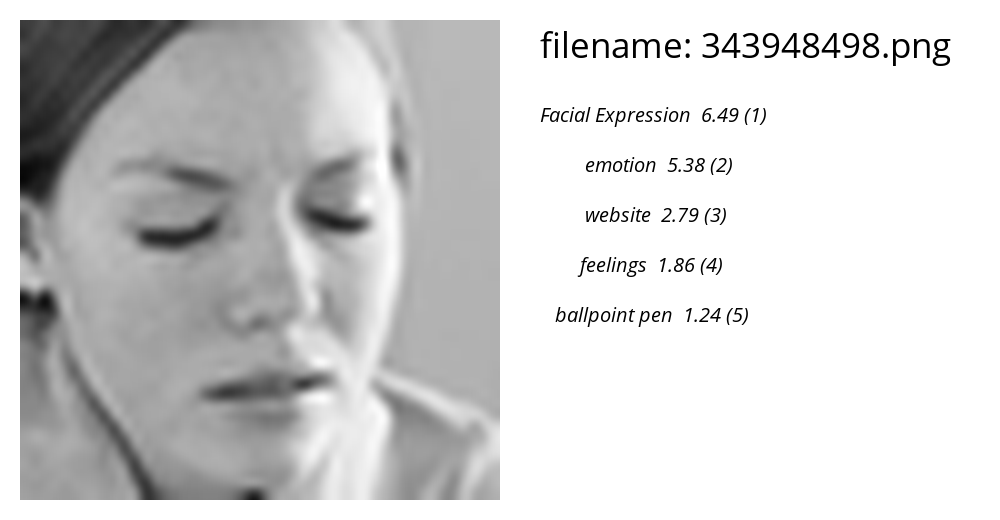 filename: 343948498.png
Facial Expression 6.49 (1)
emotion 5.38 (2)
website 2.79 (3)
feelings 1.86 (4)
ballpoint pen 1.24 (5)